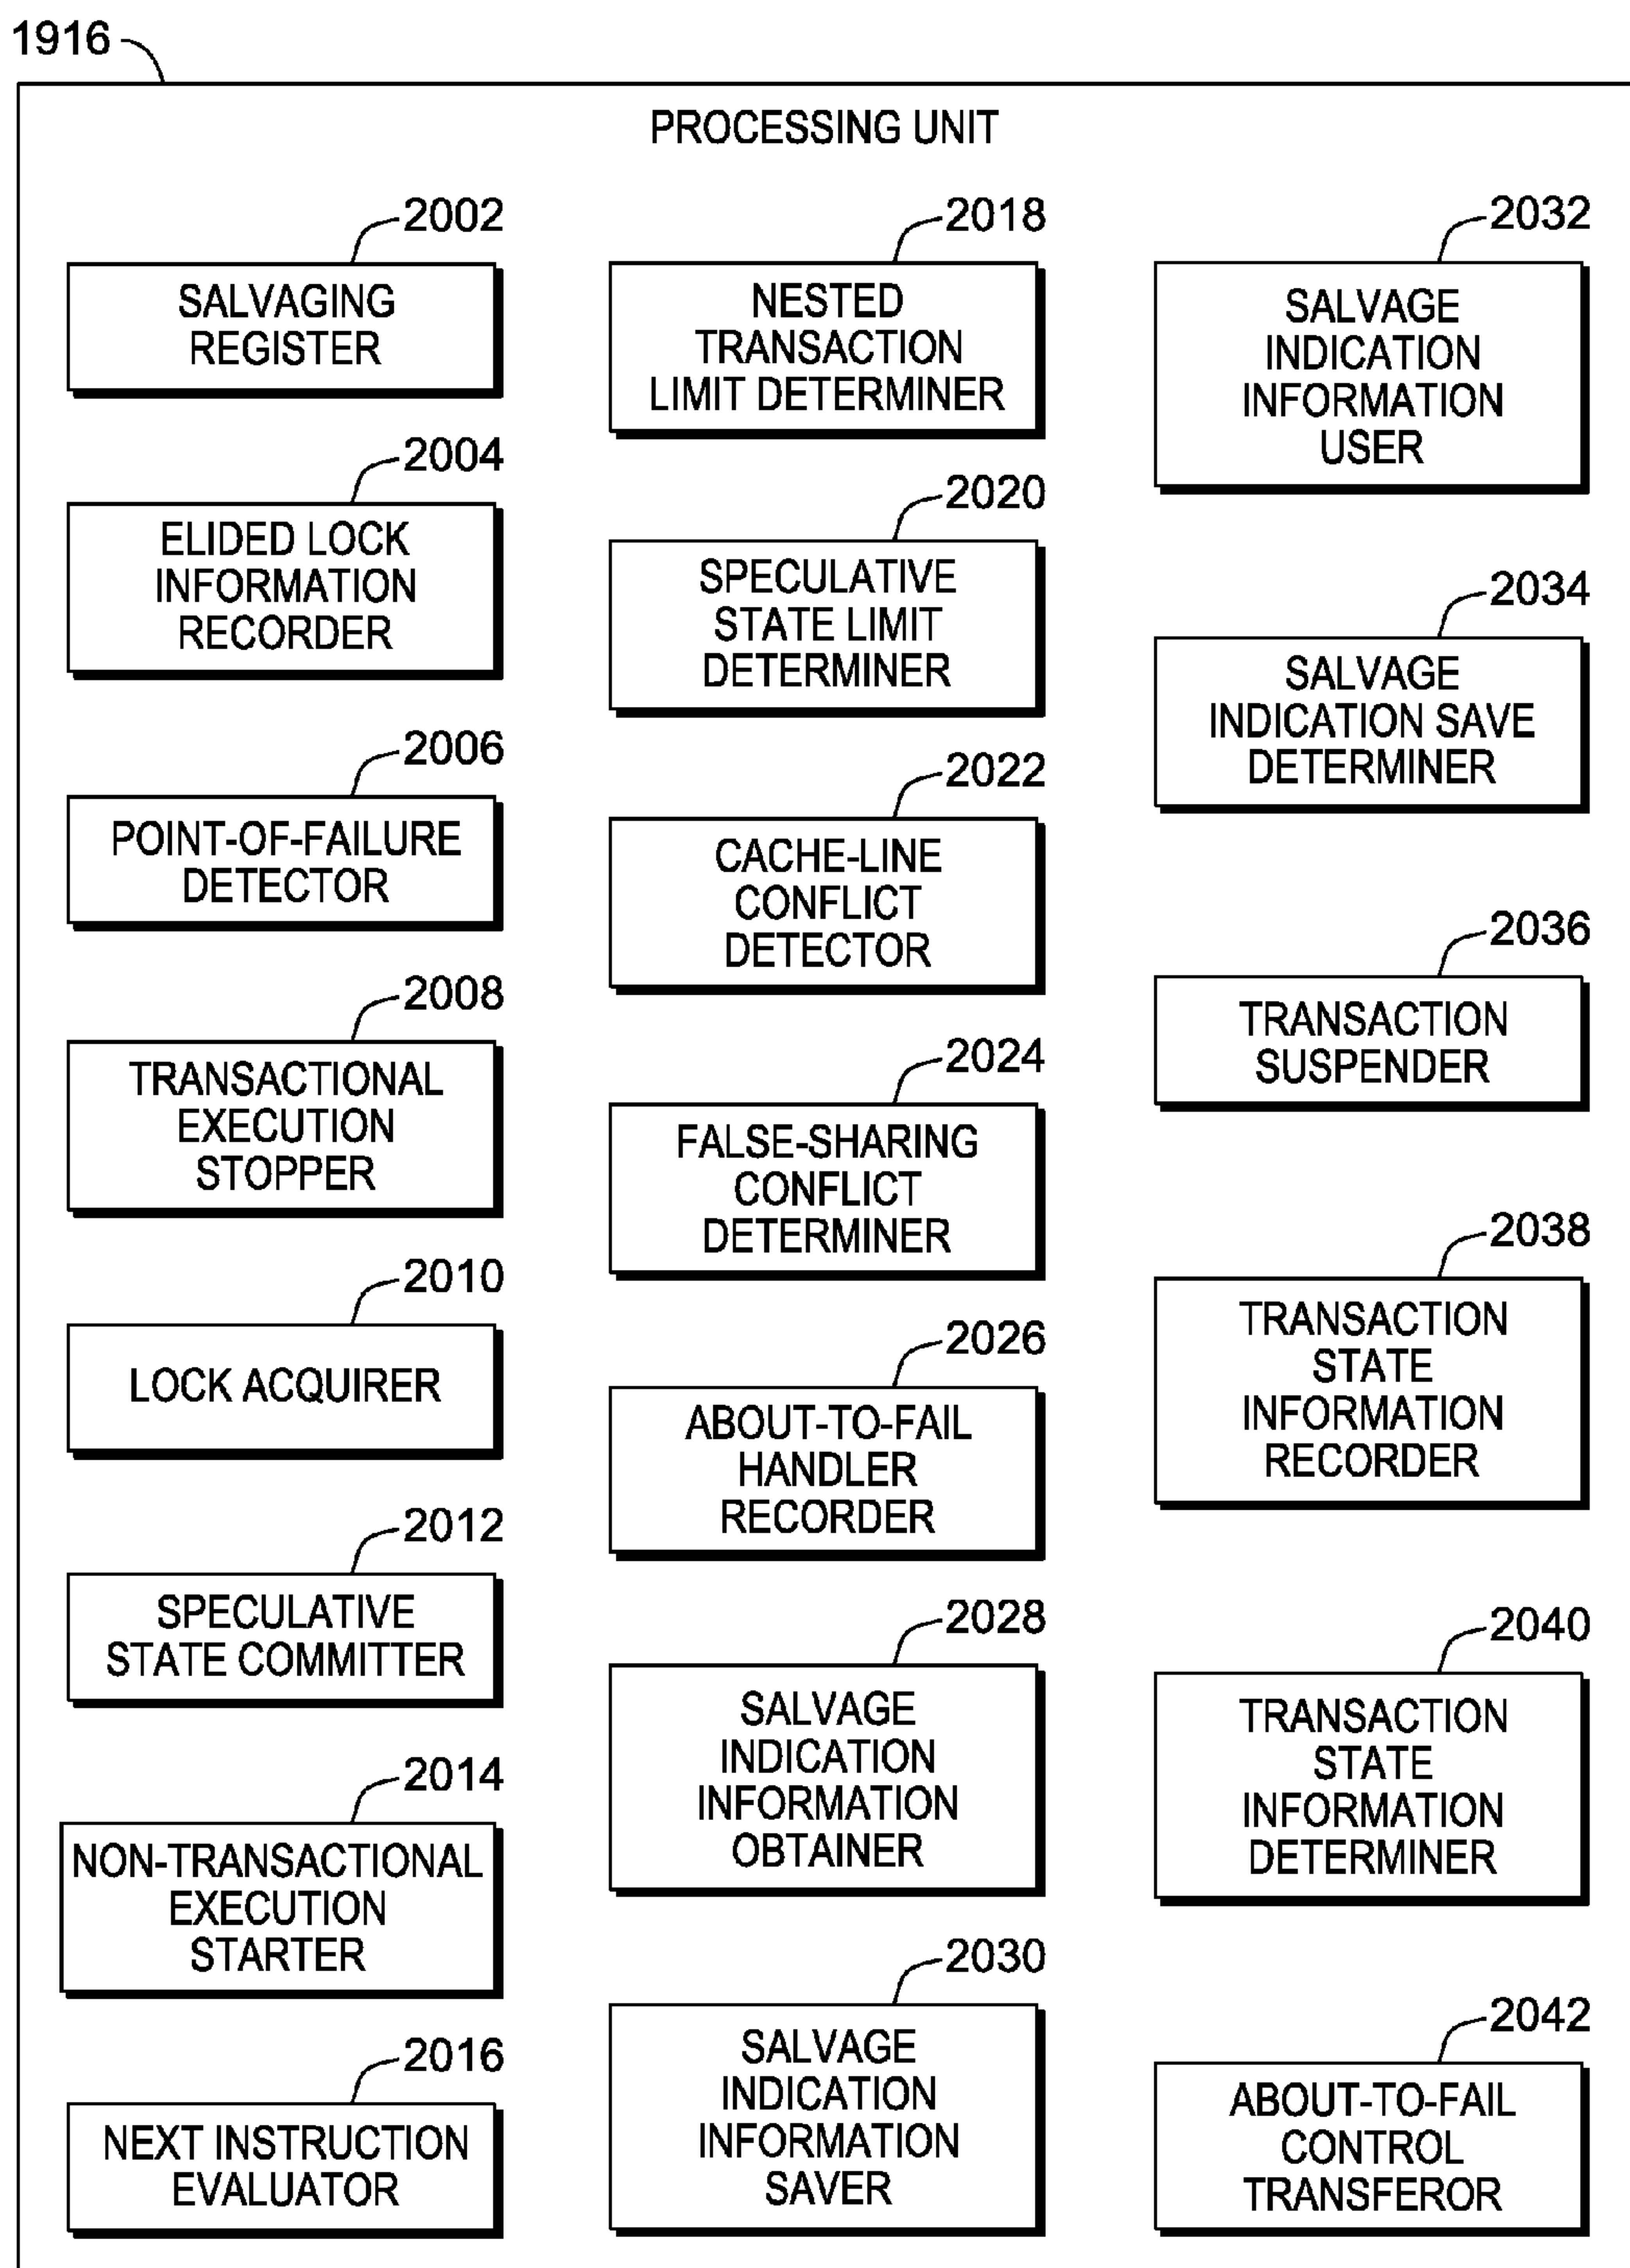 1916
PROCESSING UNIT
2002
SALVAGING
REGISTER
2004
ELIDED LOCK
INFORMATION
RECORDER
2006
POINT-OF-FAILURE
DETECTOR
2008
TRANSACTIONAL
EXECUTION
STOPPER
2010
LOCK ACQUIRER
2012
SPECULATIVE
STATE COMMITTER
2014
NON-TRANSACTIONAL
EXECUTION
STARTER
2016
NEXT INSTRUCTION
EVALUATOR
2018
NESTED
TRANSACTION
LIMIT DETERMINER
2020
SPECULATIVE
STATE LIMIT
DETERMINER
2022
CACHE-LINE
CONFLICT
DETECTOR
2024
FALSE-SHARING
CONFLICT
DETERMINER
2026
ABOUT-TO-FAIL
HANDLER
RECORDER
2028
SALVAGE
INDICATION
INFORMATION
OBTAINER
2030
SALVAGE
INDICATION
INFORMATION
SAVER
2032
SALVAGE
INDICATION
INFORMATION
USER
2034
SALVAGE
INDICATION SAVE
DETERMINER
2036
TRANSACTION
SUSPENDER
2038
TRANSACTION
STATE
INFORMATION
RECORDER
2040
TRANSACTION
STATE
INFORMATION
DETERMINER
2042
ABOUT-TO-FAIL
CONTROL
TRANSFEROR